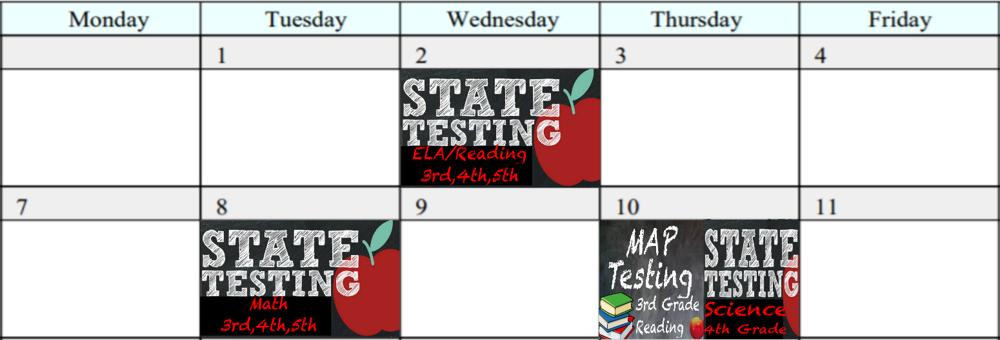 Monday Tuesday Wednesday Thursday Friday
1 2 3 4
STATE
TESTING
ELA/Reading
3rd,4th,5th
7 8 9 10 11
STATE
TESTING
Math
3rd,4th,5th
MAP
Testing
3rd Grade
Reading
STATE
TESTING
Science
4th Grade